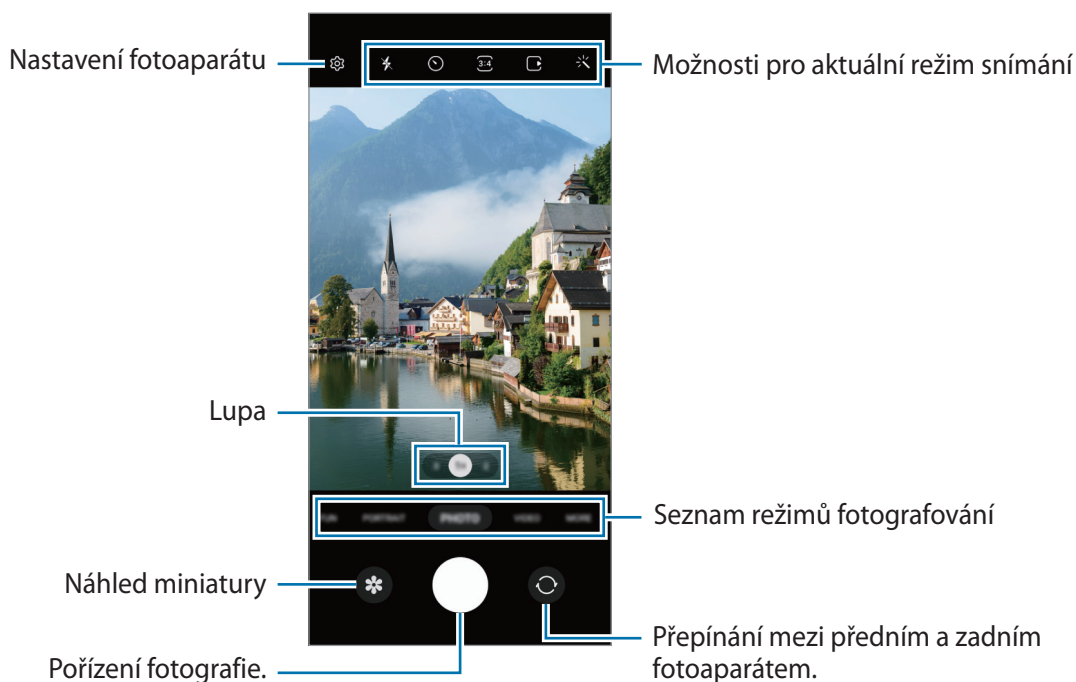 Nastavení fotoaparátu
3:4
Možnosti pro aktuální režim snímání
Lupa
FUN PORTRAIT PHOTO VIDEO MORE
Seznam režimů fotografování
Náhled miniatury
Přepínání mezi předním a zadním
fotoaparátem.
Pořízení fotografie.